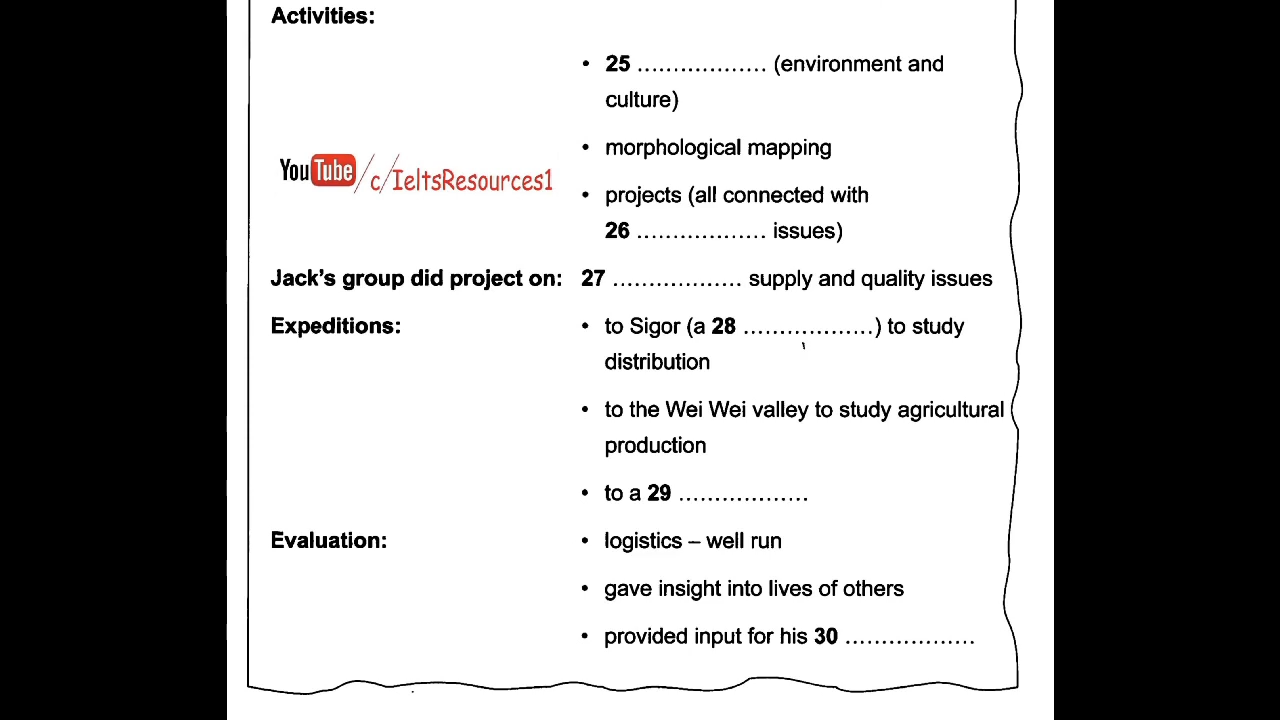 Activities:
• 25 .................. (environment and
culture)
• morphological mapping
YouTube/c/IeltsResources1
• projects (all connected with
26 .................. issues)
Jack's group did project on: 27 .................. supply and quality issues
Expeditions: • to Sigor (a 28 ..................) to study
distribution
• to the Wei Wei valley to study agricultural
production
• to a 29 ..................
Evaluation: • logistics – well run
• gave insight into lives of others
• provided input for his 30 ..................